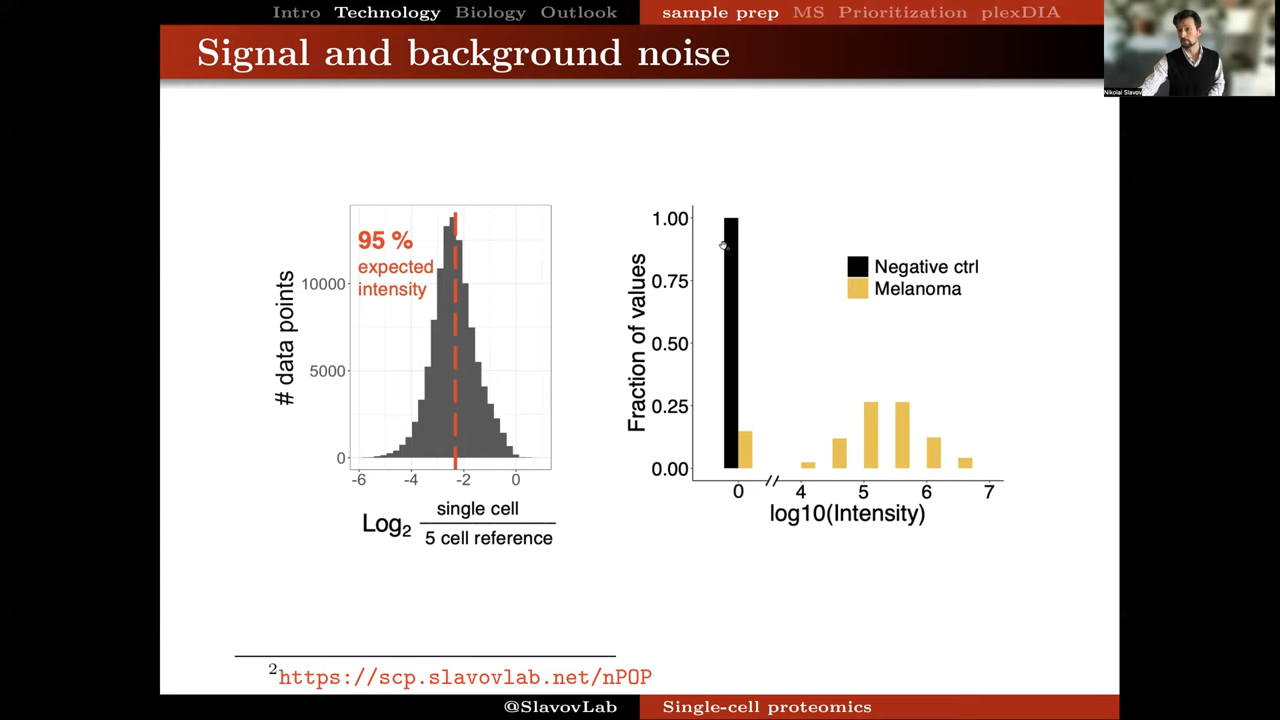 Intro Technology Biology Outlook
sample prep MS Prioritization plexDIA
Signal and background noise
Nikolai Slavov
95 %
expected
intensity
# data points
10000
5000
0
-6 -4 -2 0
Log2 single cell
5 cell reference
Fraction of values
1.00
0.75
0.50
0.25
0.00
Negative ctrl
Melanoma
0 4 5 6 7
log10(Intensity)
2https://scp.slavovlab.net/nPOP
@SlavovLab
Single-cell proteomics